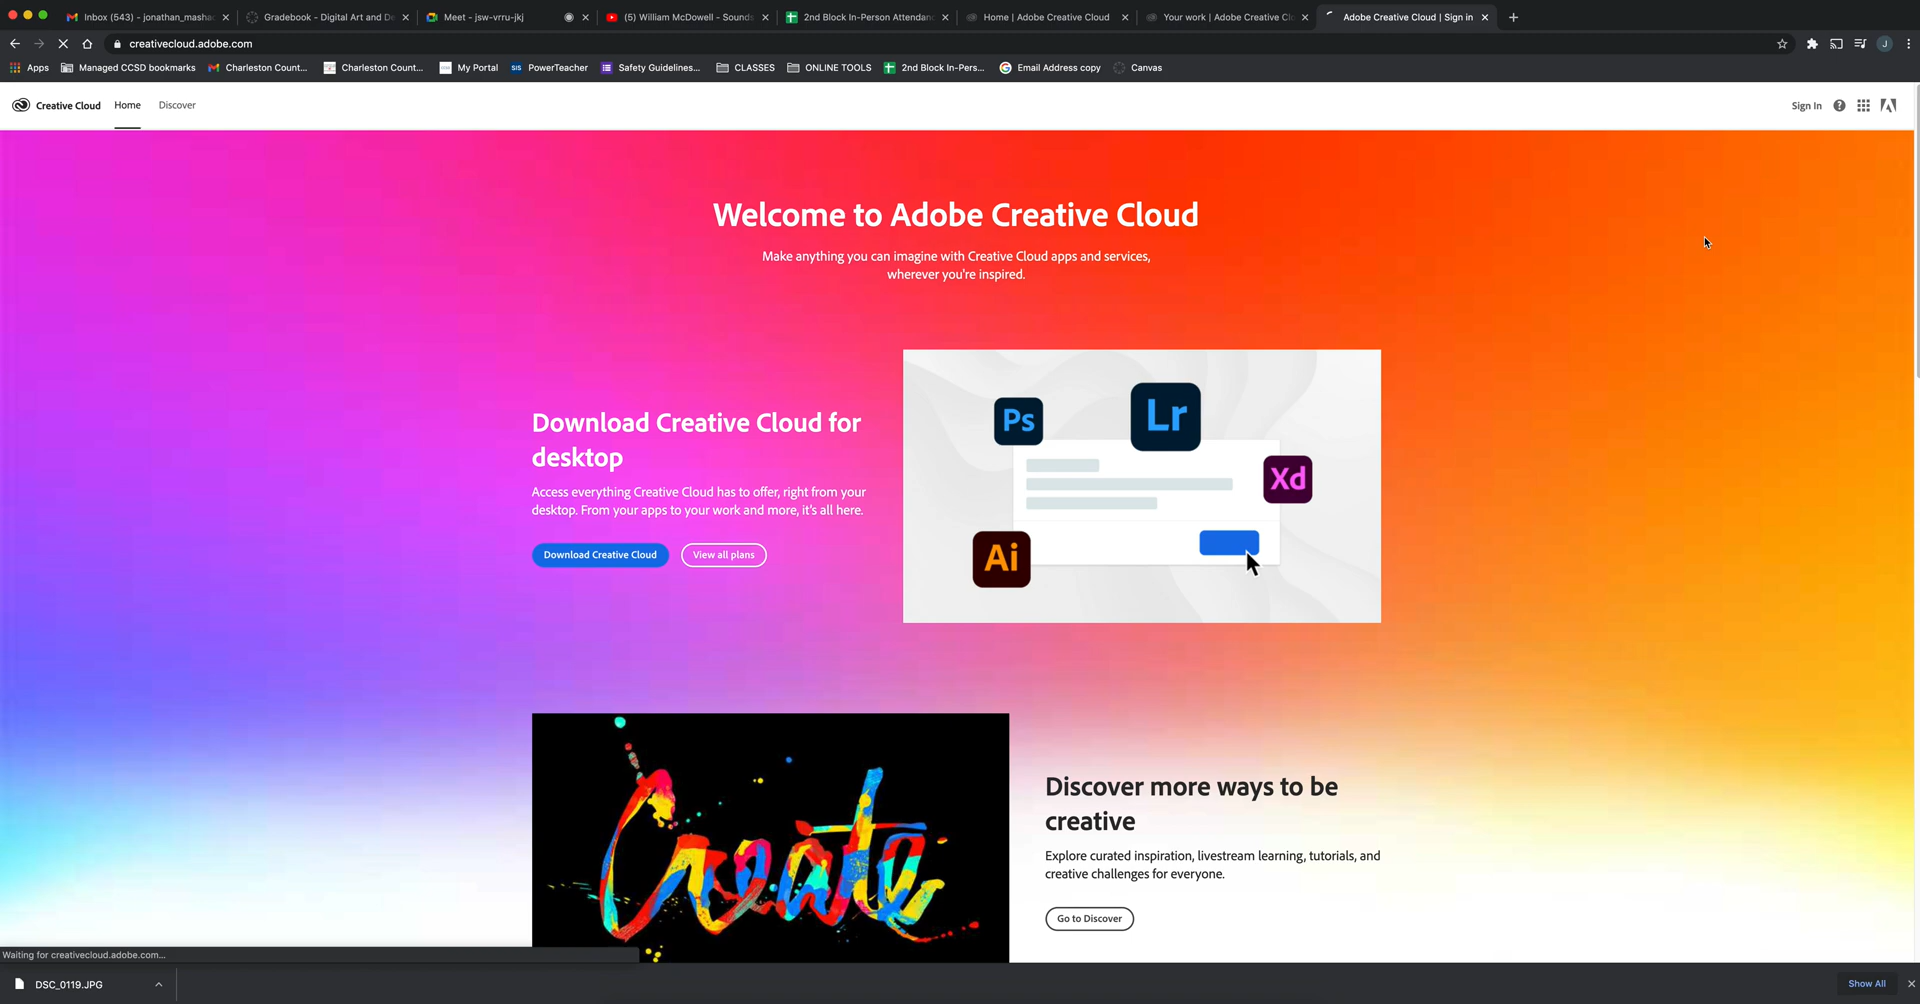 Inbox (543) - jonathan_masha
Gradebook - Digital Art and De
Meet - jsw-vrru-jkj
(5) William McDowell - Sounds
2nd Block In-Person Attendanc
Home | Adobe Creative Cloud
Your work | Adobe Creative Clo
Adobe Creative Cloud | Sign in
creativecloud.adobe.com
J
Apps
Managed CCSD bookmarks
Charleston Count...
Charleston Count...
My Portal
SIS PowerTeacher
Safety Guidelines...
CLASSES
ONLINE TOOLS
2nd Block In-Pers...
Email Address copy
Canvas
Creative Cloud
Home
Discover
Sign In
Welcome to Adobe Creative Cloud
Make anything you can imagine with Creative Cloud apps and services,
wherever you're inspired.
Download Creative Cloud for
desktop
Access everything Creative Cloud has to offer, right from your
desktop. From your apps to your work and more, it's all here.
Download Creative Cloud
View all plans
Ps
Lr
Xd
Ai
Create
Discover more ways to be
creative
Explore curated inspiration, livestream learning, tutorials, and
creative challenges for everyone.
Go to Discover
Waiting for creativecloud.adobe.com...
DSC_0119.JPG
Show All